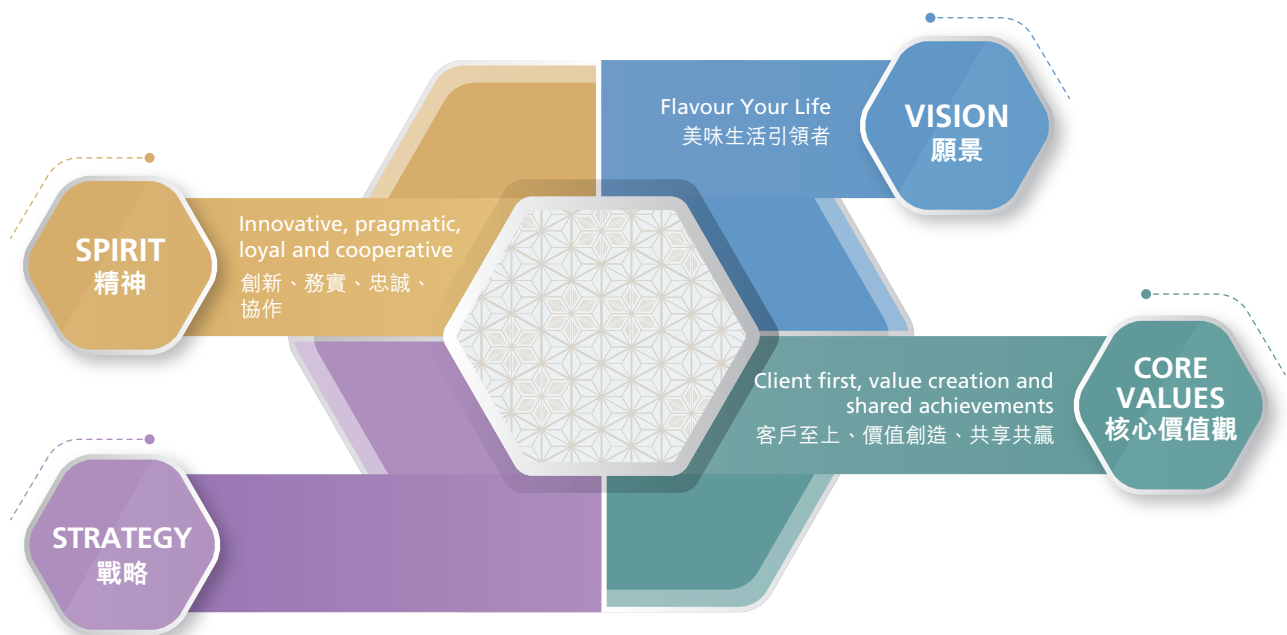 Flavour Your Life
美味生活引領者
VISION
願景
SPIRIT
精神
Innovative, pragmatic,
loyal and cooperative
創新、務實、忠誠、
協作
Client first, value creation and
shared achievements
客戶至上、價值創造、共享共贏
CORE
VALUES
核心價值觀
STRATEGY
戰略